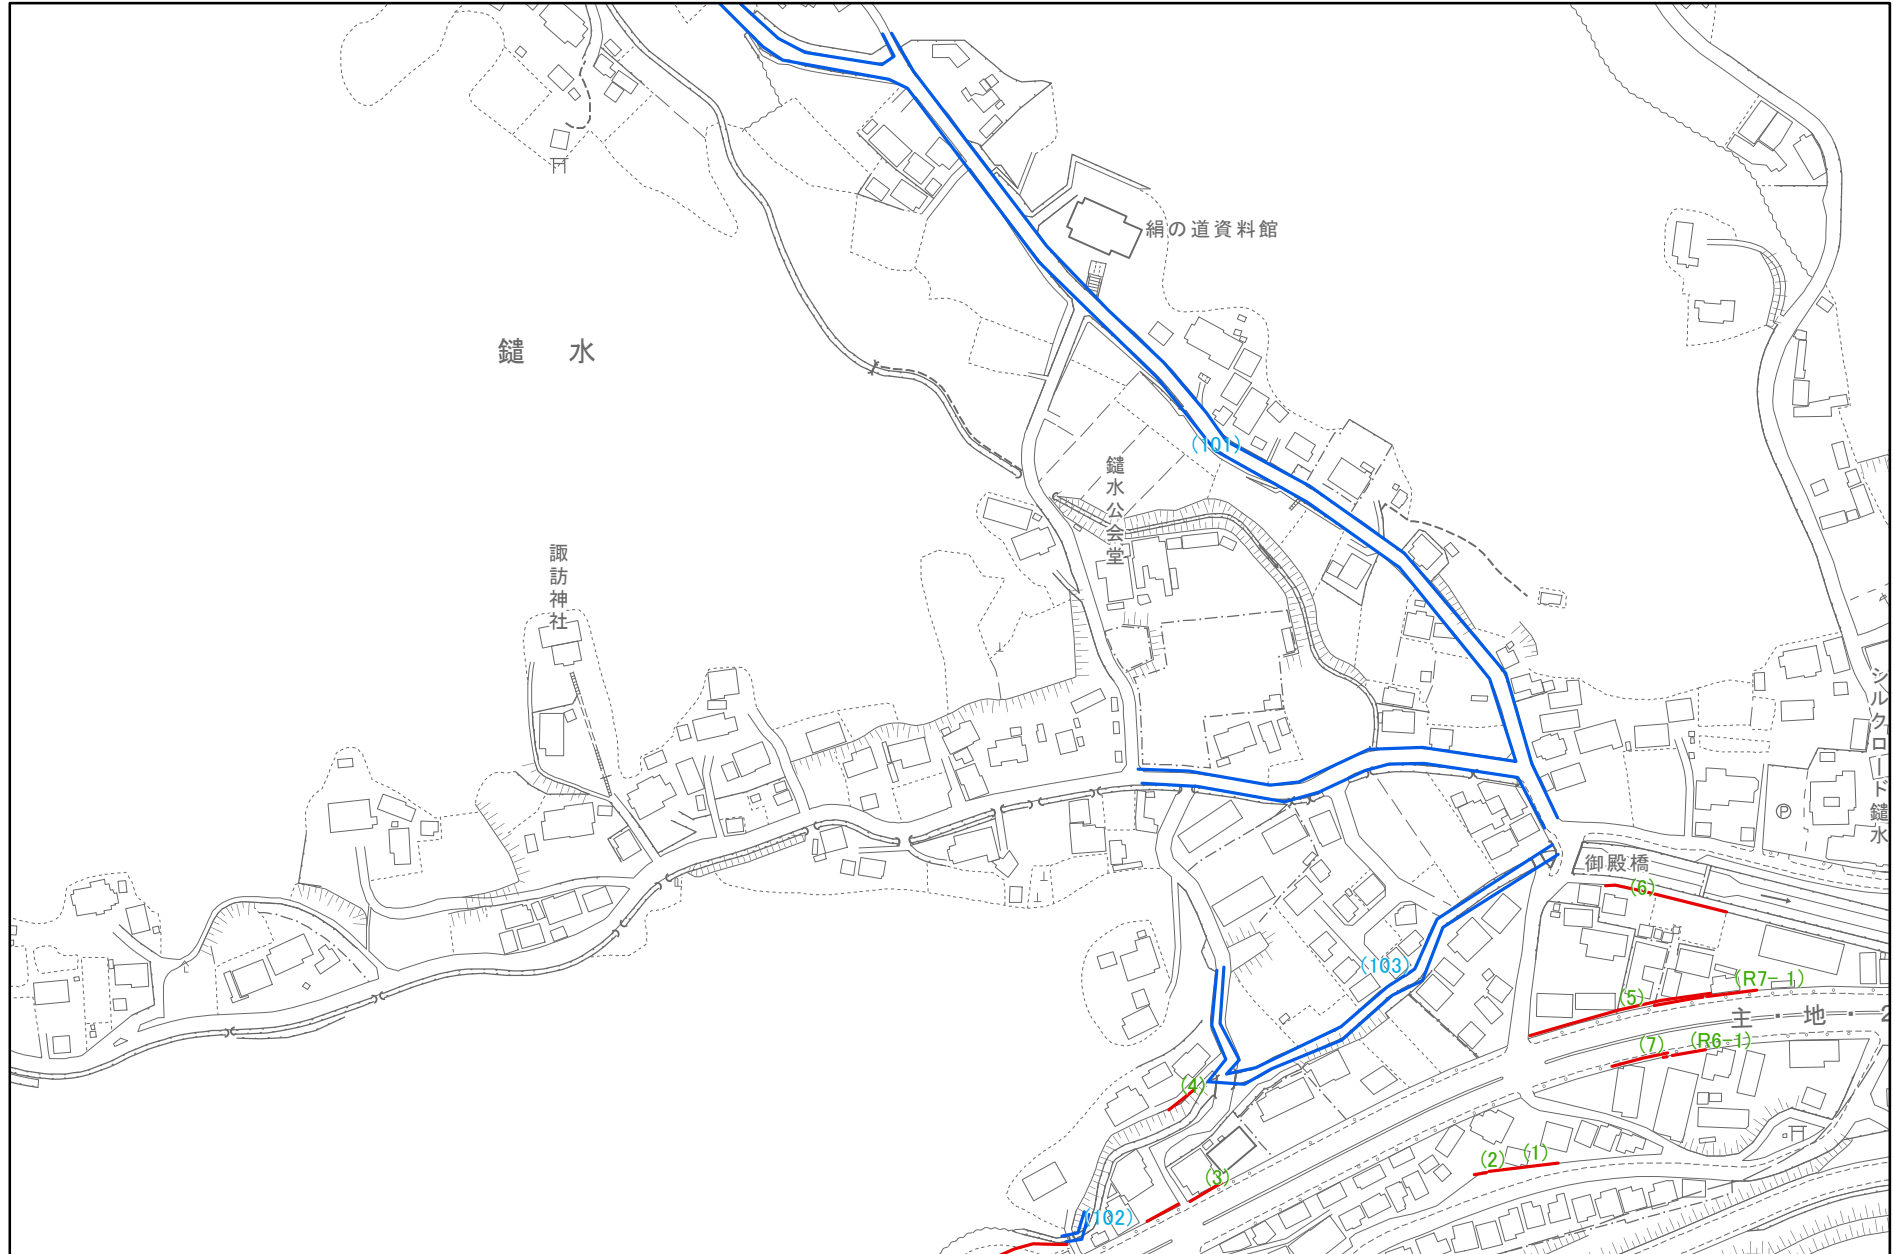 絹の道資料館
鑓水
(101)
鑓水公会堂
諏訪神社
シルクロード鑓水
P
御殿橋
(6)
(103)
(R7-1)
(5)
主・地・2
(7)
(R6-1)
(4)
(2)
(1)
(3)
(102)